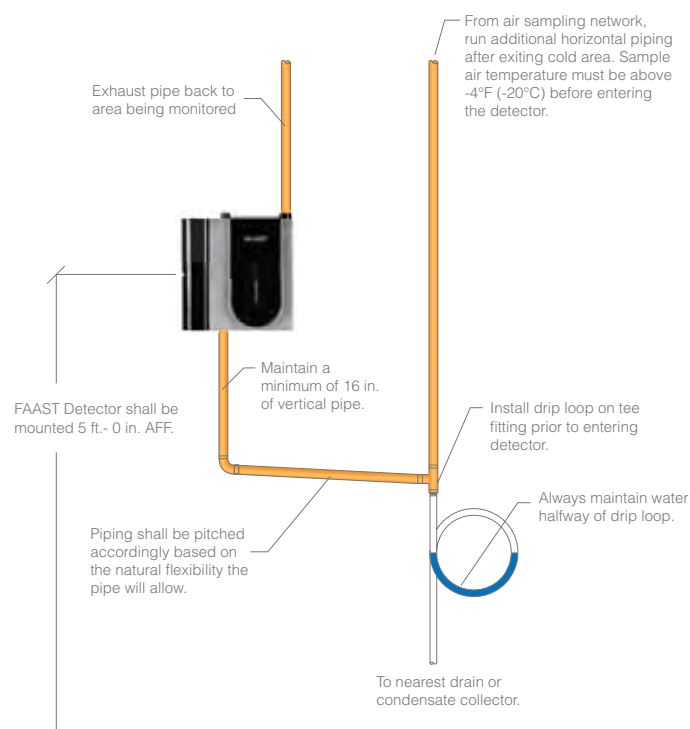 From air sampling network,
run additional horizontal piping
after exiting cold area. Sample
air temperature must be above
-4°F (-20°C) before entering
the detector.
Exhaust pipe back to
area being monitored
Maintain a
minimum of 16 in.
of vertical pipe.
FAAST Detector shall be
mounted 5 ft.- 0 in. AFF.
Install drip loop on tee
fitting prior to entering
detector.
Always maintain water
halfway of drip loop.
Piping shall be pitched
accordingly based on
the natural flexibility the
pipe will allow.
To nearest drain or
condensate collector.